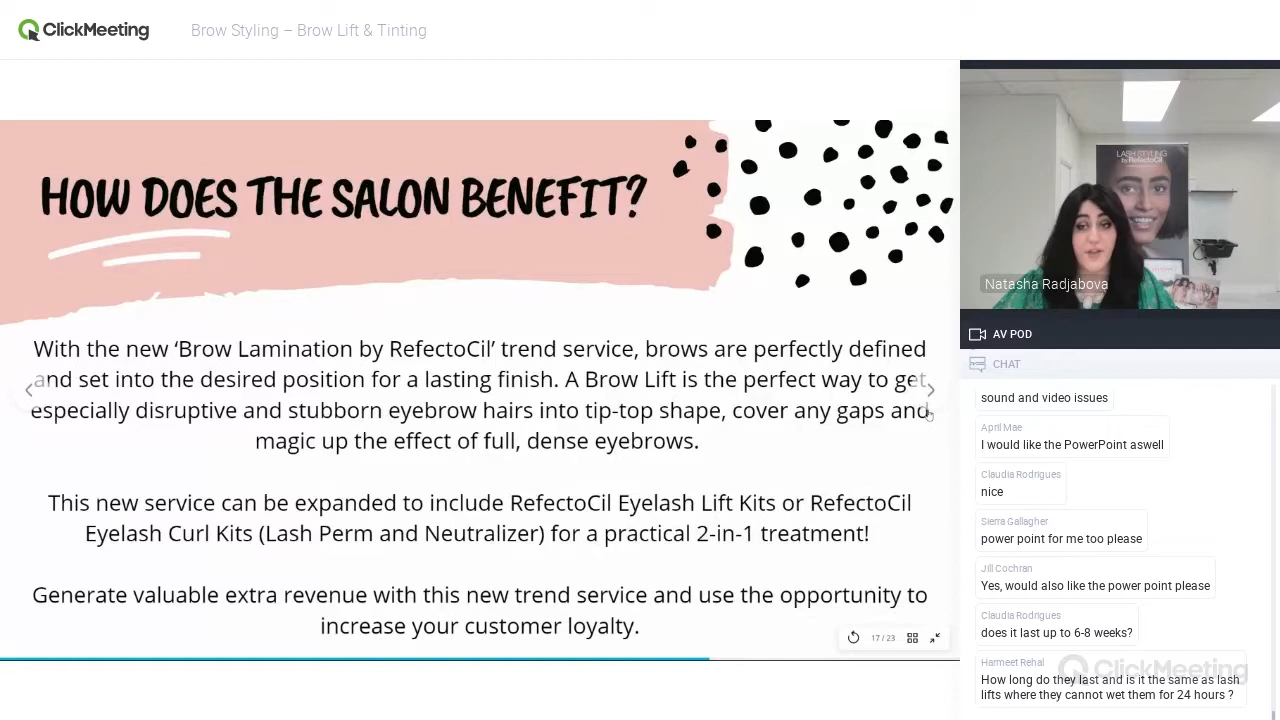 ClickMeeting
Brow Styling – Brow Lift & Tinting
HOW DOES THE SALON BENEFIT?
With the new ‘Brow Lamination by RefectoCil’ trend service, brows are perfectly defined
and set into the desired position for a lasting finish. A Brow Lift is the perfect way to get
especially disruptive and stubborn eyebrow hairs into tip-top shape, cover any gaps and
magic up the effect of full, dense eyebrows.
This new service can be expanded to include RefectoCil Eyelash Lift Kits or RefectoCil
Eyelash Curl Kits (Lash Perm and Neutralizer) for a practical 2-in-1 treatment!
Generate valuable extra revenue with this new trend service and use the opportunity to
increase your customer loyalty.
17 / 23
LASH STYLING
by RefectoCil
Natasha Radjabova
AV POD
CHAT
sound and video issues
April Mae
I would like the PowerPoint aswell
Claudia Rodrigues
nice
Sierra Gallagher
power point for me too please
Jill Cochran
Yes, would also like the power point please
Claudia Rodrigues
does it last up to 6-8 weeks?
Harmeet Rehal
How long do they last and is it the same as lash
lifts where they cannot wet them for 24 hours ?
ClickMeeting